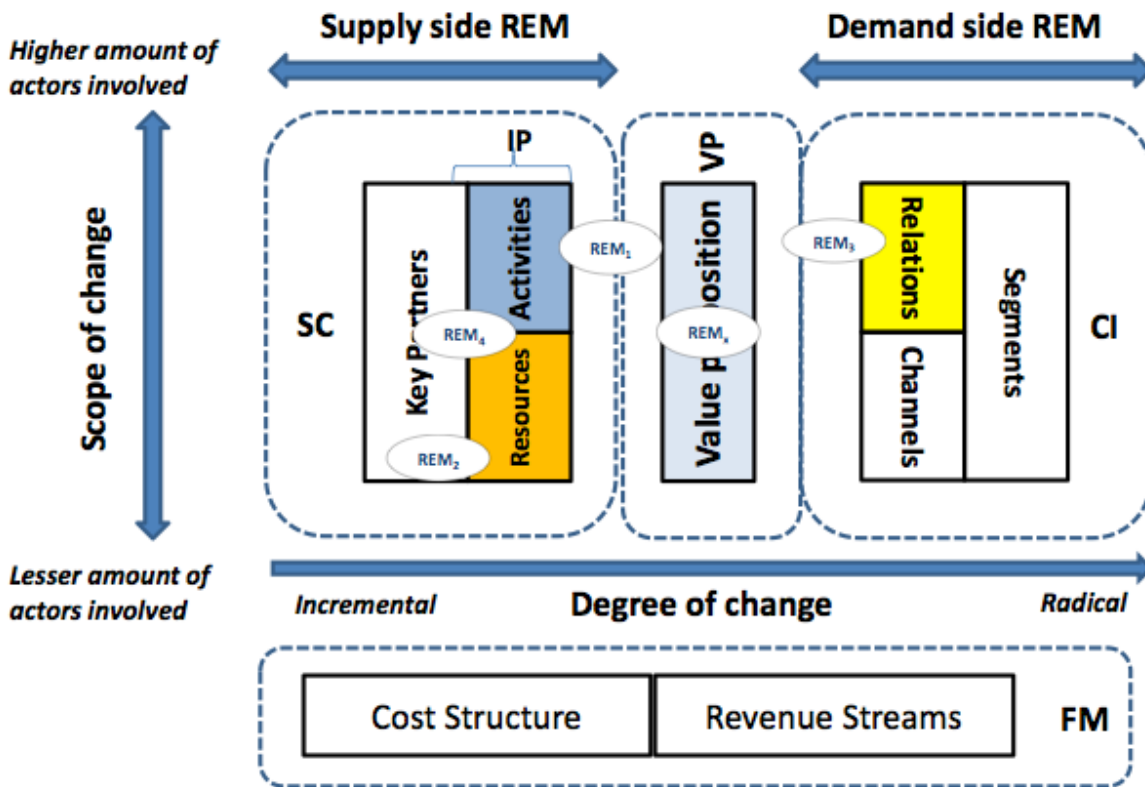 Supply side REM
Demand side REM
Higher amount of
actors involved
Scope of change
Lesser amount of
actors involved
SC
IP
Key Partners
Activities
Resources
REM₁
REM₄
REM₂
VP
Value proposition
REMₓ
REM₃
Relations
Channels
Segments
CI
Incremental
Degree of change
Radical
Cost Structure
Revenue Streams
FM